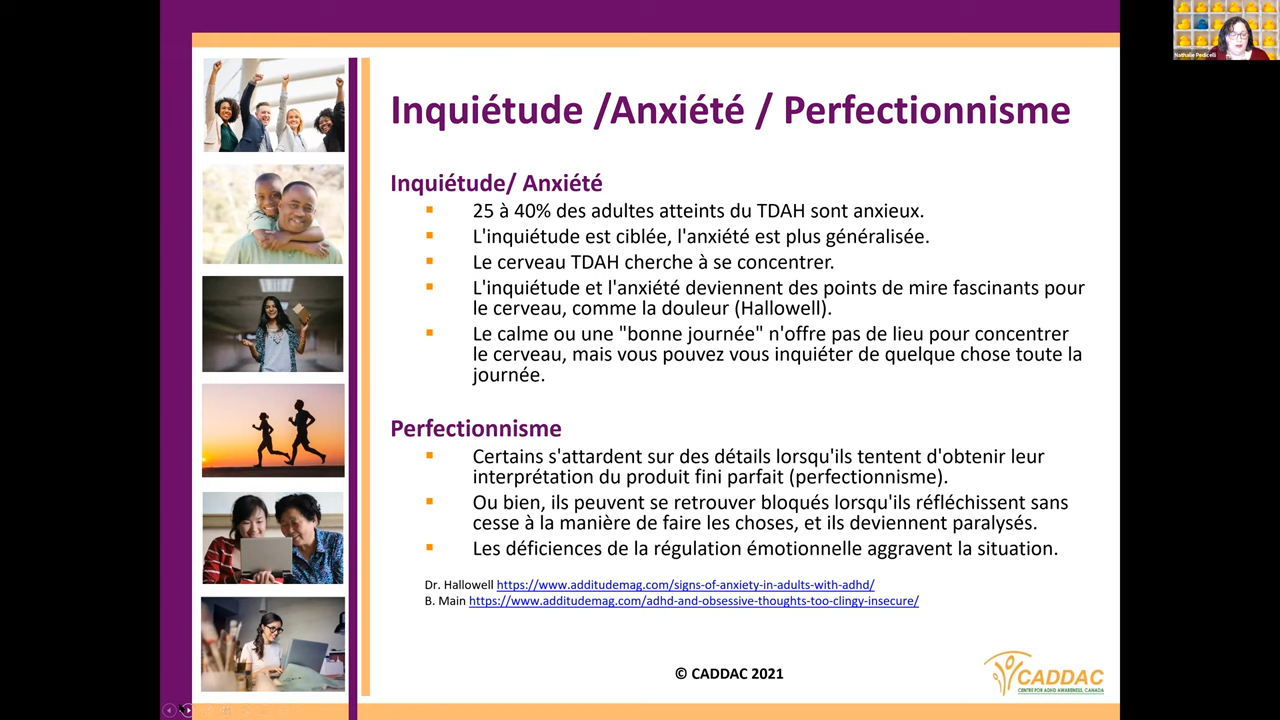 Nathalie Pedicelli
Inquiétude /Anxiété / Perfectionnisme
Inquiétude/ Anxiété
25 à 40% des adultes atteints du TDAH sont anxieux.
L'inquiétude est ciblée, l'anxiété est plus généralisée.
Le cerveau TDAH cherche à se concentrer.
L'inquiétude et l'anxiété deviennent des points de mire fascinants pour
le cerveau, comme la douleur (Hallowell).
Le calme ou une "bonne journée" n'offre pas de lieu pour concentrer
le cerveau, mais vous pouvez vous inquiéter de quelque chose toute la
journée.
Perfectionnisme
Certains s'attardent sur des détails lorsqu'ils tentent d'obtenir leur
interprétation du produit fini parfait (perfectionnisme).
Ou bien, ils peuvent se retrouver bloqués lorsqu'ils réfléchissent sans
cesse à la manière de faire les choses, et ils deviennent paralysés.
Les déficiences de la régulation émotionnelle aggravent la situation.
Dr. Hallowell https://www.additudemag.com/signs-of-anxiety-in-adults-with-adhd/
B. Main https://www.additudemag.com/adhd-and-obsessive-thoughts-too-clingy-insecure/
© CADDAC 2021
CADDAC
CENTRE FOR ADHD AWARENESS, CANADA